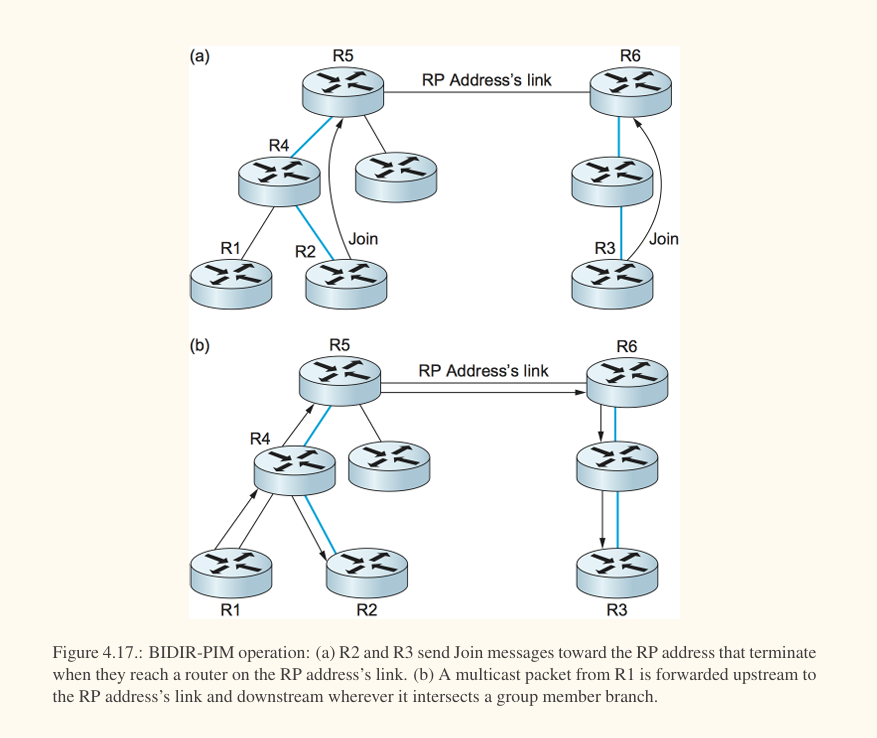 (a)
R5
R6
RP Address's link
R4
R1
R2
Join
R3
Join
(b)
R5
R6
RP Address's link
R4
R1
R2
R3
Figure 4.17.: BIDIR-PIM operation: (a) R2 and R3 send Join messages toward the RP address that terminate
when they reach a router on the RP address's link. (b) A multicast packet from R1 is forwarded upstream to
the RP address's link and downstream wherever it intersects a group member branch.